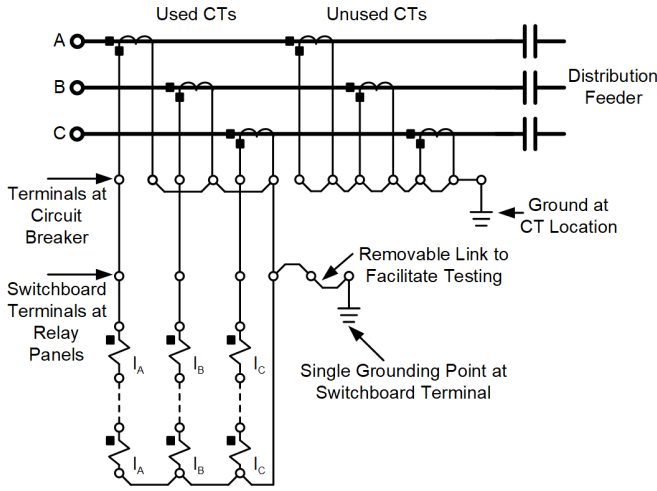 Used CTs
Unused CTs
A
B
C
Distribution
Feeder
Terminals at
Circuit
Breaker
Ground at
CT Location
Removable Link to
Facilitate Testing
Switchboard
Terminals at
Relay
Panels
Single Grounding Point at
Switchboard Terminal
IA
IB
IC
IA
IB
IC